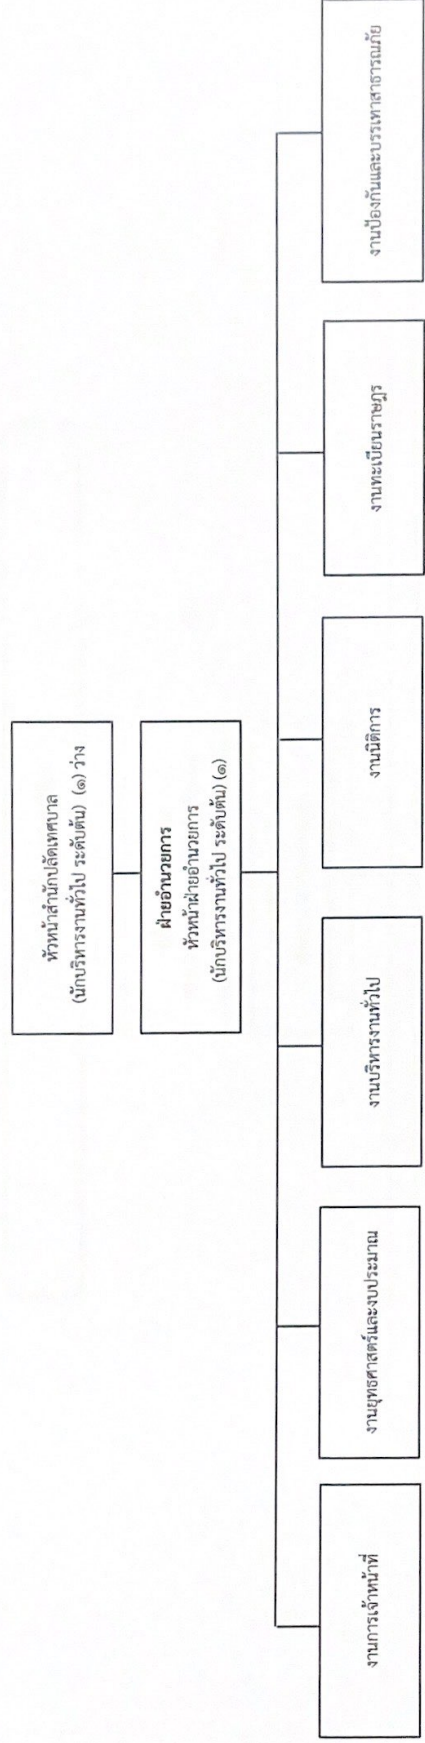 หัวหน้าสำนักปลัดเทศบาล
(นักบริหารงานทั่วไป ระดับต้น) (๑) ว่าง
ฝ่ายอำนวยการ
หัวหน้าฝ่ายอำนวยการ
(นักบริหารงานทั่วไป ระดับต้น) (๑)
งานการเจ้าหน้าที่
งานยุทธศาสตร์และงบประมาณ
งานบริหารงานทั่วไป
งานนิติการ
งานทะเบียนราษฎร
งานป้องกันและบรรเทาสาธารณภัย